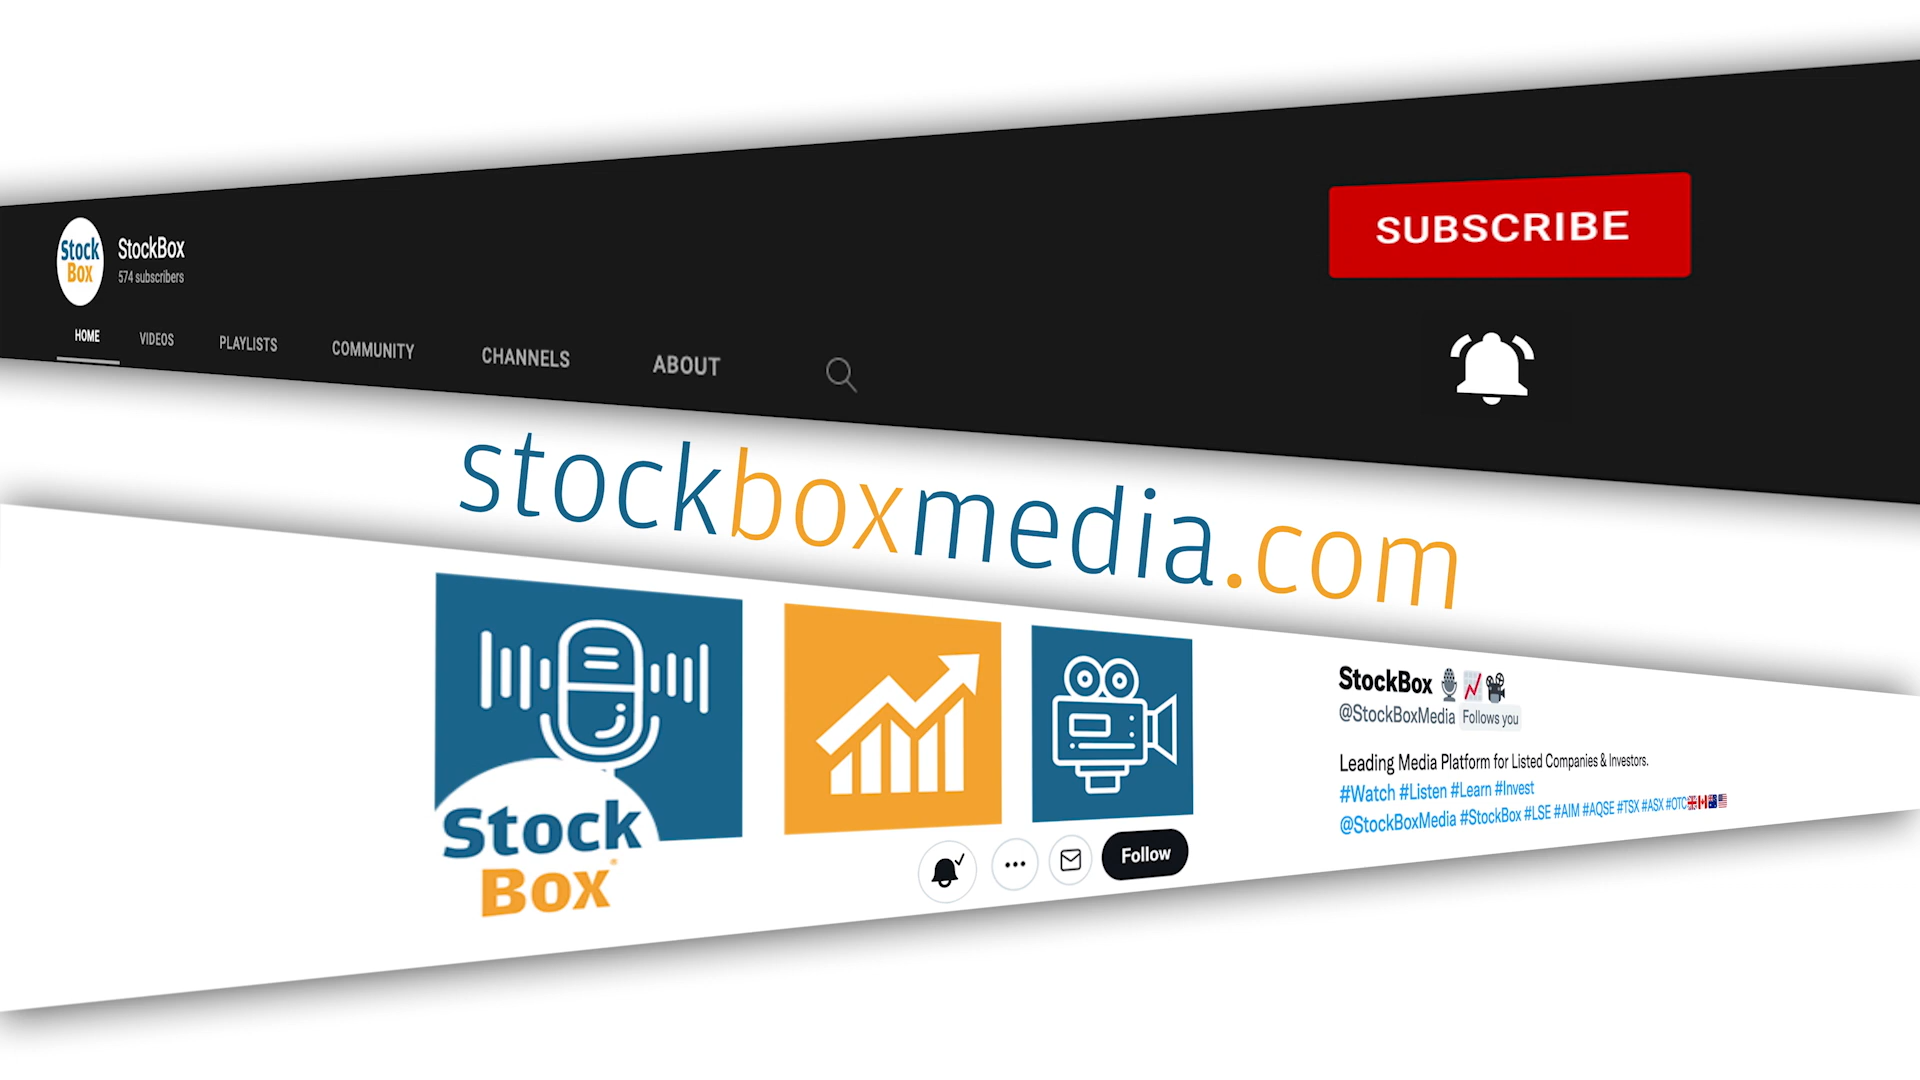 SUBSCRIBE
Stock
Box
StockBox
574 subscribers
HOME VIDEOS PLAYLISTS COMMUNITY CHANNELS ABOUT
stockboxmedia.com
Stock
Box
Follow
StockBox
@StockBoxMedia Follows you
Leading Media Platform for Listed Companies & Investors.
#Watch #Listen #Learn #Invest
@StockBoxMedia #StockBox #LSE #AIM #AQSE #TSX #ASX #OTC